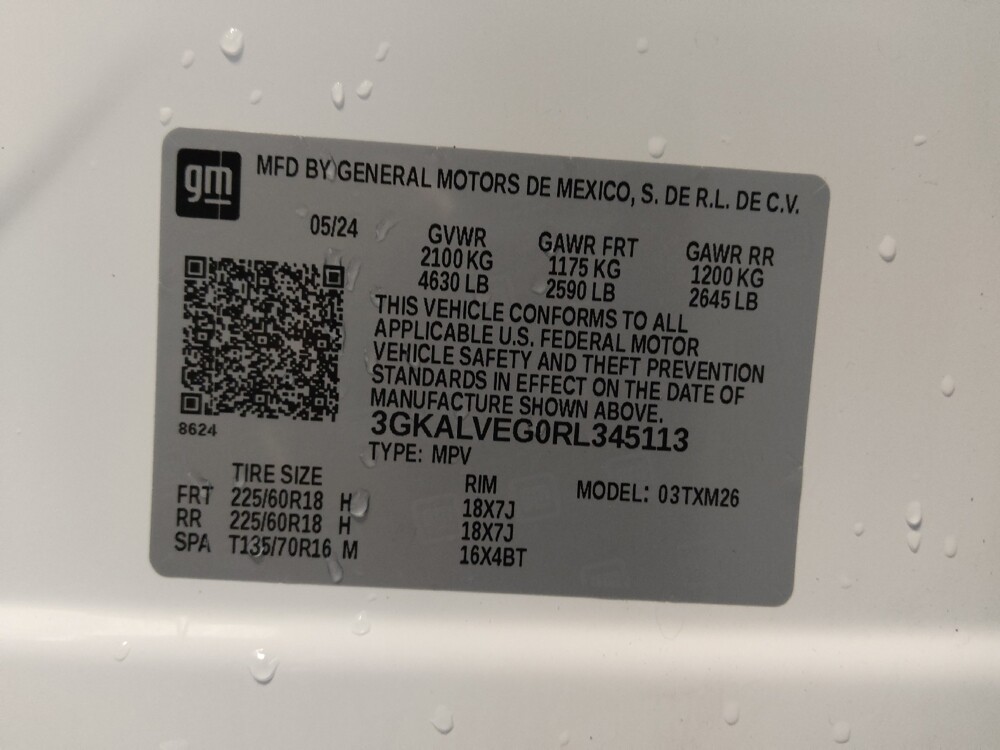 gm
MFD BY GENERAL MOTORS DE MEXICO, S. DE R.L. DE C.V.
05/24
GVWR GAWR FRT GAWR RR
2100 KG 1175 KG 1200 KG
4630 LB 2590 LB 2645 LB
THIS VEHICLE CONFORMS TO ALL
APPLICABLE U.S. FEDERAL MOTOR
VEHICLE SAFETY AND THEFT PREVENTION
STANDARDS IN EFFECT ON THE DATE OF
MANUFACTURE SHOWN ABOVE.
8624
3GKALVEG0RL345113
TYPE: MPV
TIRE SIZE RIM MODEL: 03TXM26
FRT 225/60R18 H 18X7J
RR 225/60R18 H 18X7J
SPA T135/70R16 M 16X4BT